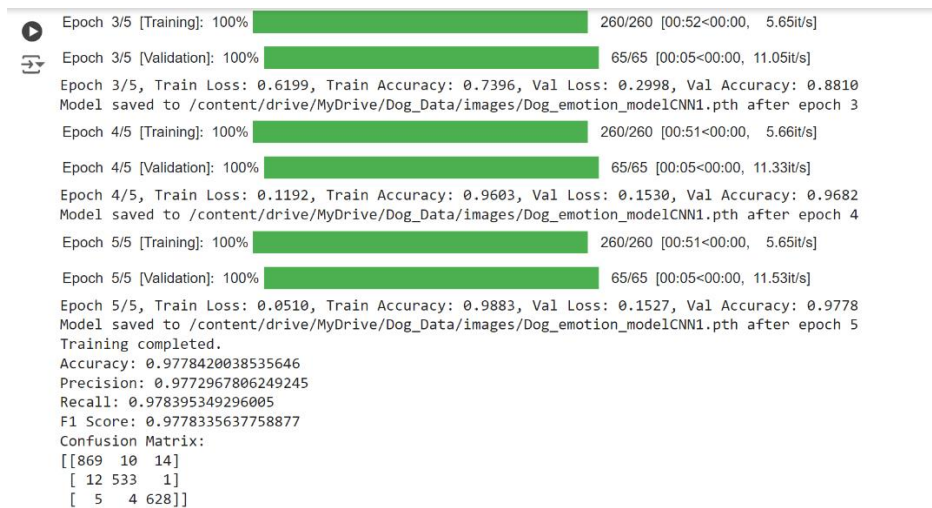 Epoch 3/5 [Training]: 100% 260/260 [00:52<00:00, 5.65it/s]
Epoch 3/5 [Validation]: 100% 65/65 [00:05<00:00, 11.05it/s]
Epoch 3/5, Train Loss: 0.6199, Train Accuracy: 0.7396, Val Loss: 0.2998, Val Accuracy: 0.8810
Model saved to /content/drive/MyDrive/Dog_Data/images/Dog_emotion_modelCNN1.pth after epoch 3
Epoch 4/5 [Training]: 100% 260/260 [00:51<00:00, 5.66it/s]
Epoch 4/5 [Validation]: 100% 65/65 [00:05<00:00, 11.33it/s]
Epoch 4/5, Train Loss: 0.1192, Train Accuracy: 0.9603, Val Loss: 0.1530, Val Accuracy: 0.9682
Model saved to /content/drive/MyDrive/Dog_Data/images/Dog_emotion_modelCNN1.pth after epoch 4
Epoch 5/5 [Training]: 100% 260/260 [00:51<00:00, 5.65it/s]
Epoch 5/5 [Validation]: 100% 65/65 [00:05<00:00, 11.53it/s]
Epoch 5/5, Train Loss: 0.0510, Train Accuracy: 0.9883, Val Loss: 0.1527, Val Accuracy: 0.9778
Model saved to /content/drive/MyDrive/Dog_Data/images/Dog_emotion_modelCNN1.pth after epoch 5
Training completed.
Accuracy: 0.9778420038535646
Precision: 0.9772967806249245
Recall: 0.978395349296005
F1 Score: 0.9778335637758877
Confusion Matrix:
[[869 10 14]
[ 12 533 1]
[ 5 4 628]]